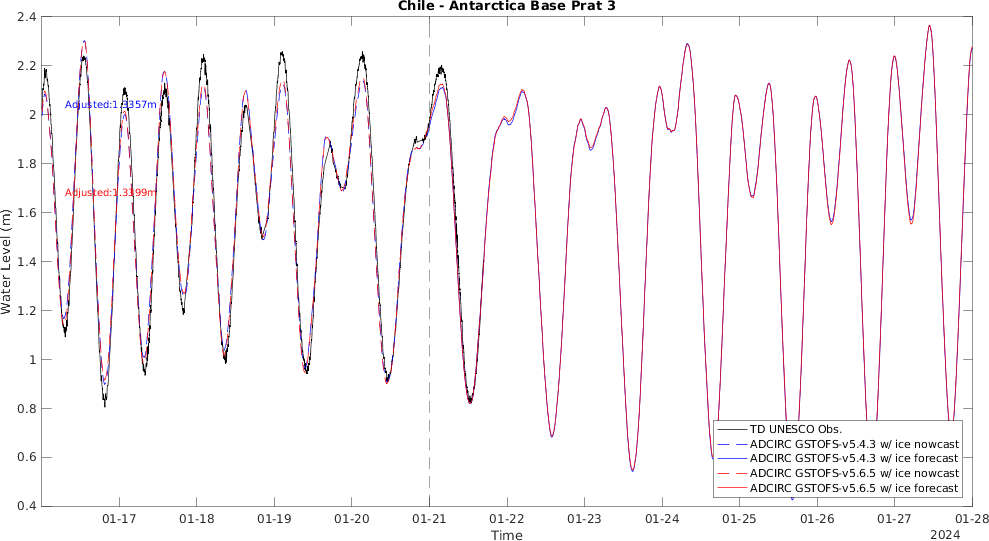 Chile - Antarctica Base Prat 3
2.4
2.2
2
1.8
1.6
1.4
1.2
1
0.8
0.6
0.4
Water Level (m)
Adjusted:1.3357m
Adjusted:1.3399m
TD UNESCO Obs.
ADCIRC GSTOFS-v5.4.3 w/ ice nowcast
ADCIRC GSTOFS-v5.4.3 w/ ice forecast
ADCIRC GSTOFS-v5.6.5 w/ ice nowcast
ADCIRC GSTOFS-v5.6.5 w/ ice forecast
01-17 01-18 01-19 01-20 01-21 01-22 01-23 01-24 01-25 01-26 01-27 01-28
Time
2024